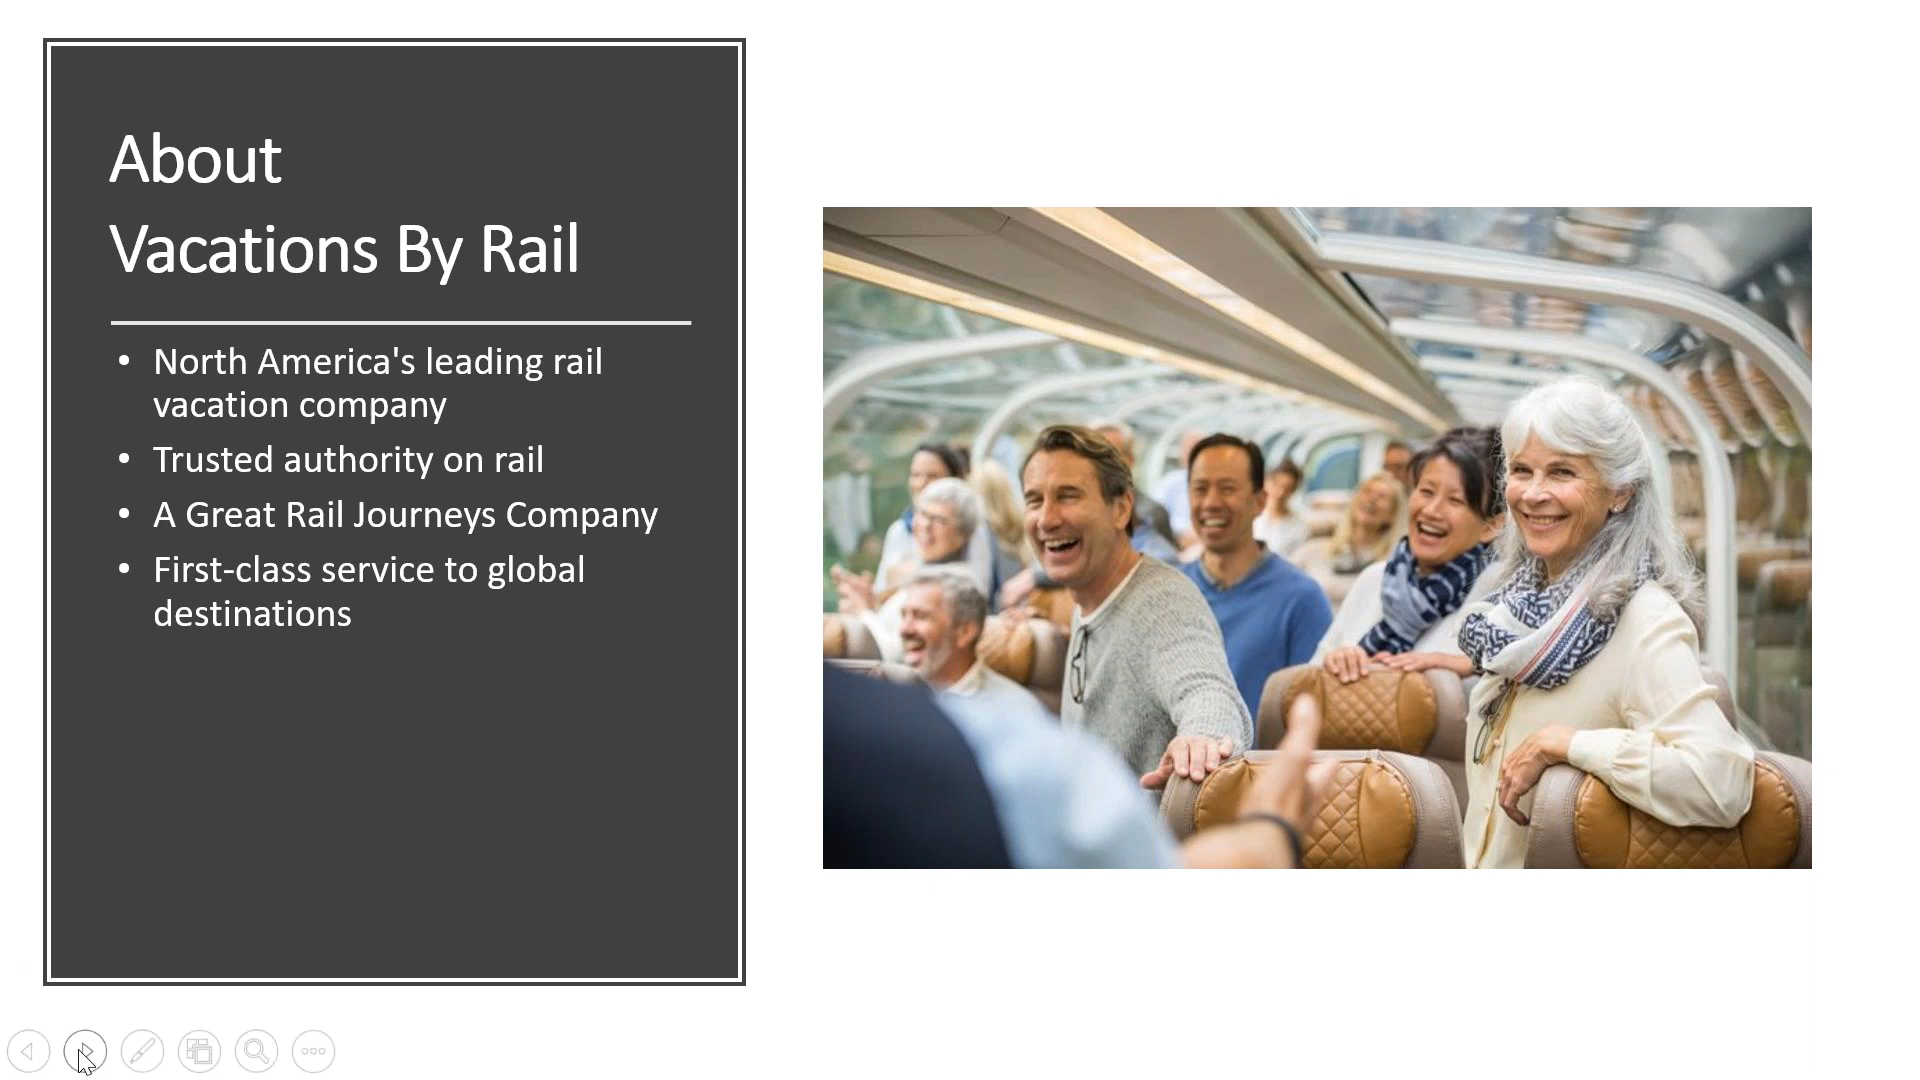 About
Vacations By Rail
• North America's leading rail
vacation company
• Trusted authority on rail
• A Great Rail Journeys Company
• First-class service to global
destinations